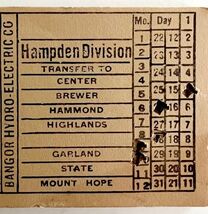 BANGOR HYDRO-ELECTRIC CO
Hampden Division
TRANSFER TO
CENTER
BREWER
HAMMOND
HIGHLANDS
GARLAND
STATE
MOUNT HOPE
Mo. Day 1
1 22 12 2
2 23 13 3
3 24 14 4
4 25 15 5
5 16 6
6 27 17
7 28 18 8
8 19 9
29 20 10
10 30 21
11 31 11
12